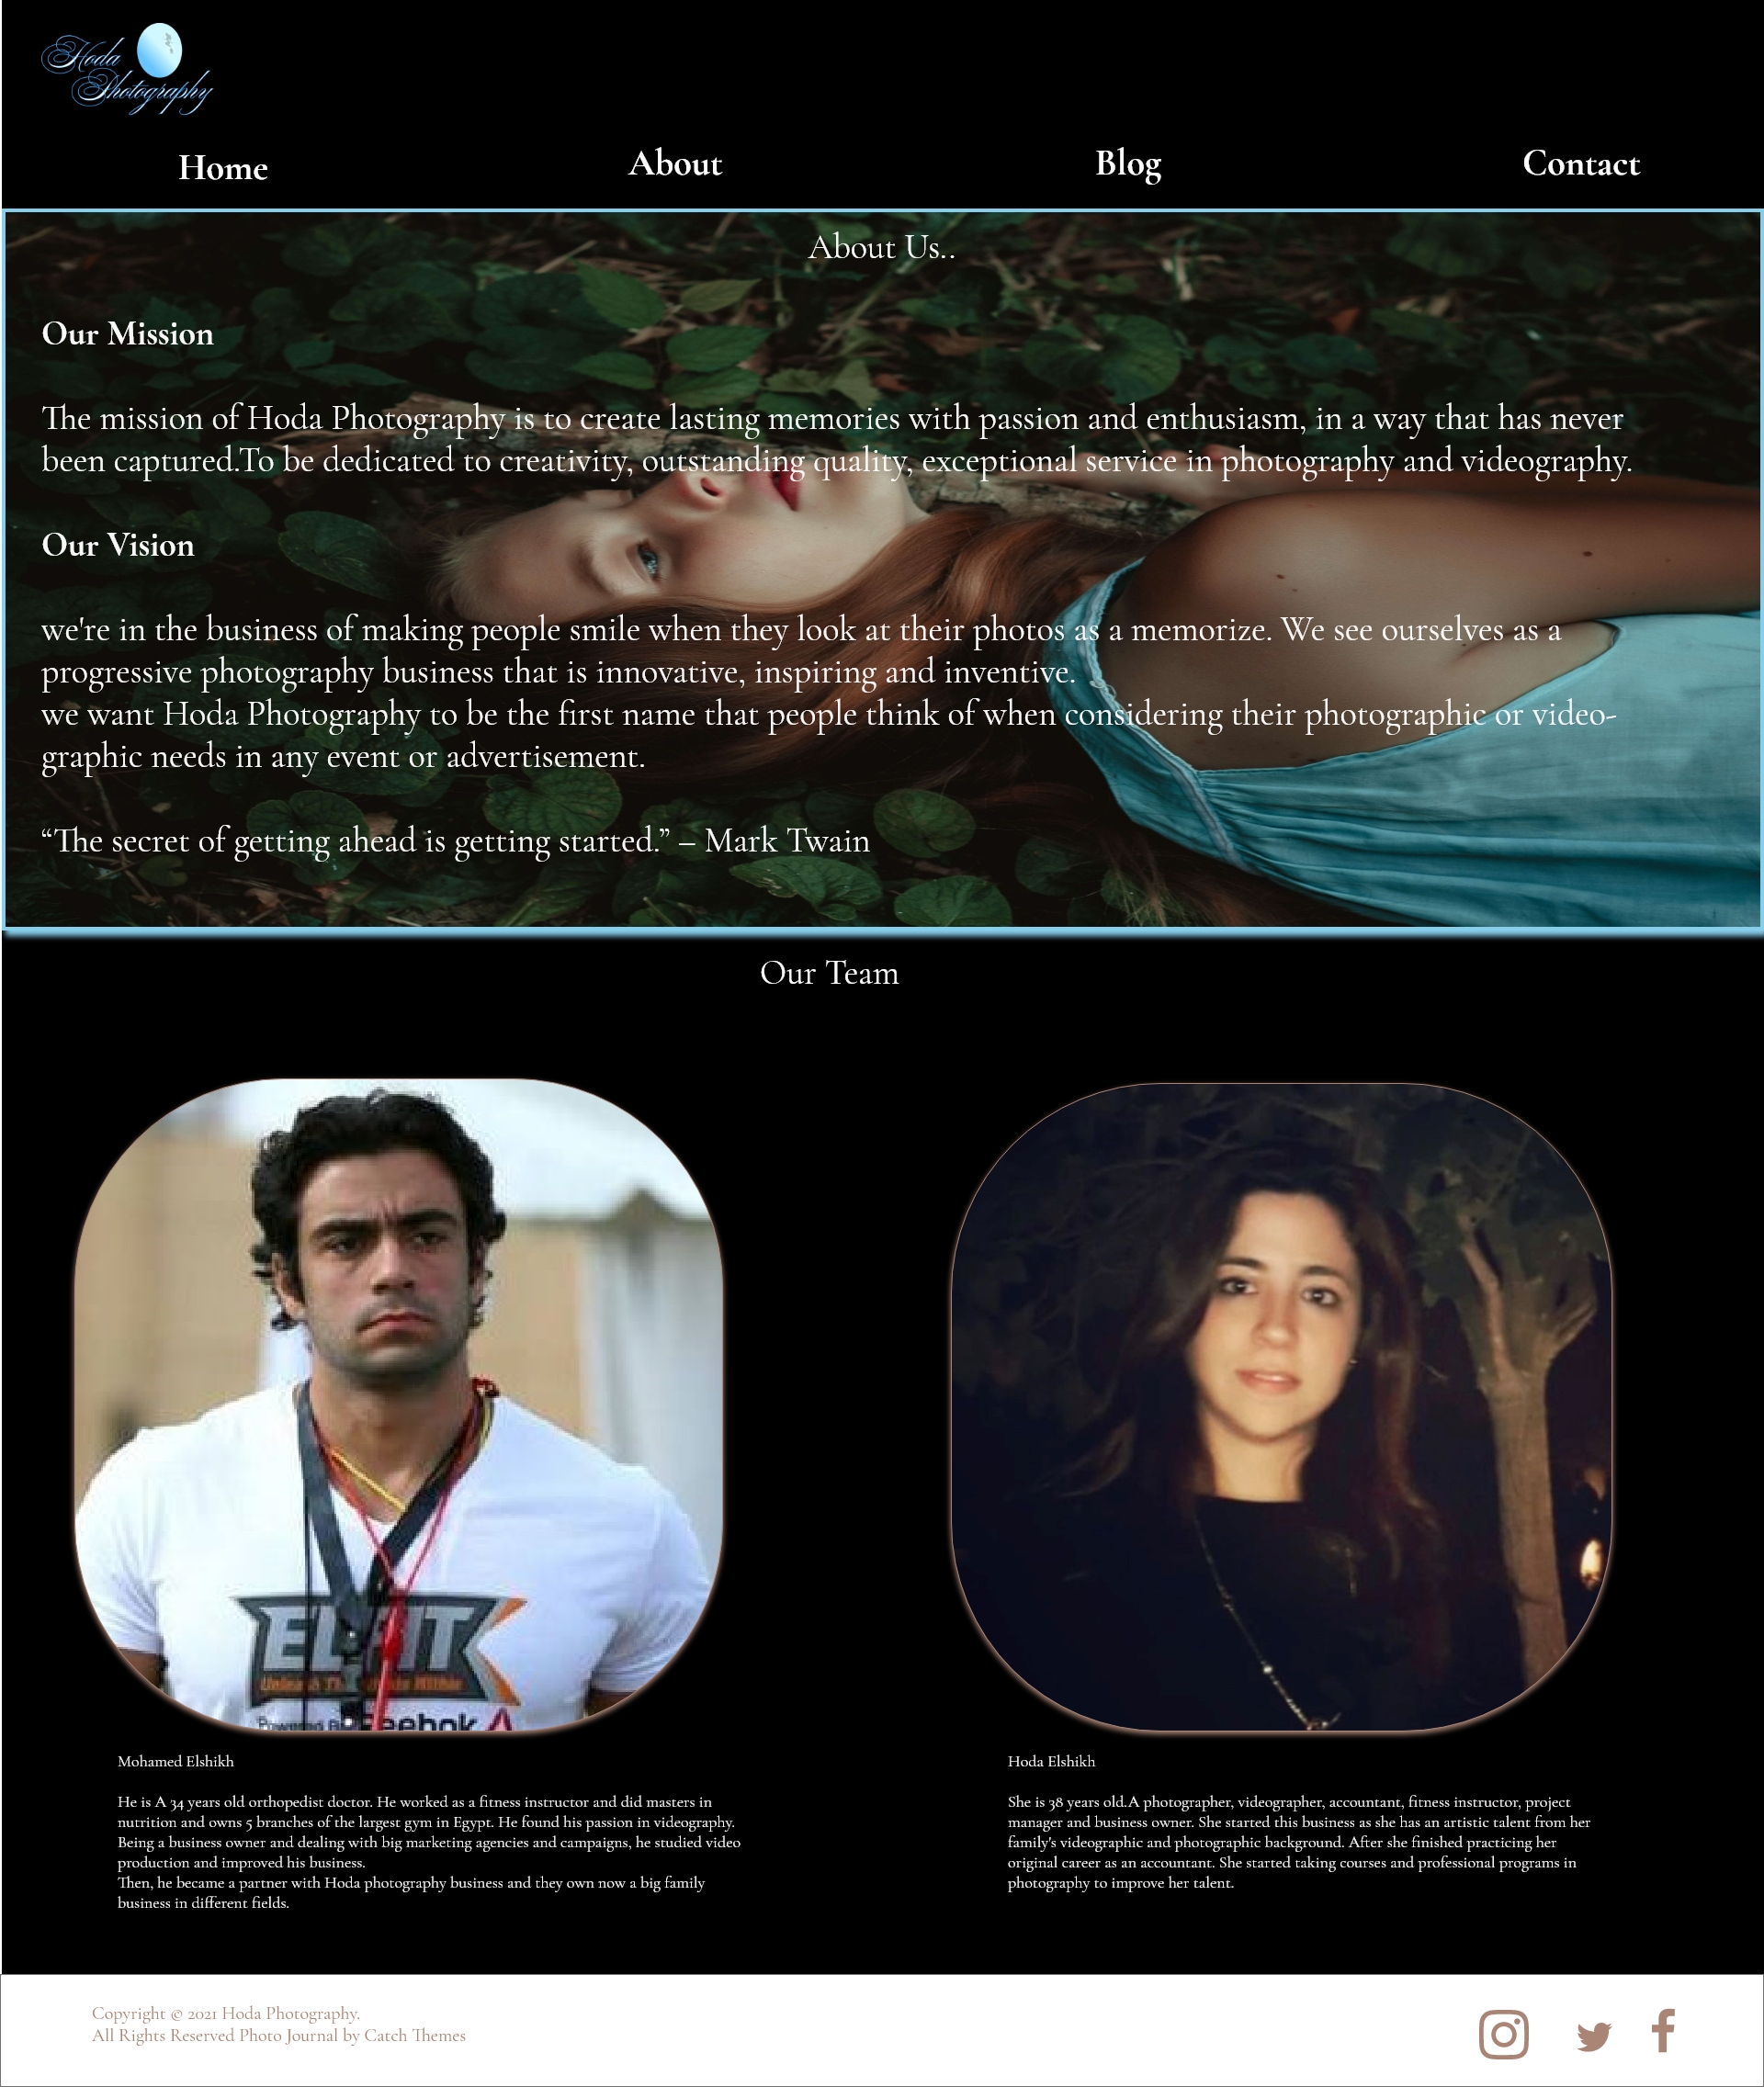 Hoda
Photography
Home About Blog Contact
About Us..
Our Mission
The mission of Hoda Photography is to create lasting memories with passion and enthusiasm, in a way that has never
been captured.To be dedicated to creativity, outstanding quality, exceptional service in photography and videography.
Our Vision
we're in the business of making people smile when they look at their photos as a memorize. We see ourselves as a
progressive photography business that is innovative, inspiring and inventive.
we want Hoda Photography to be the first name that people think of when considering their photographic or video-
graphic needs in any event or advertisement.
“The secret of getting ahead is getting started.” – Mark Twain
Our Team
Reebok
Mohamed Elshikh
He is A 34 years old orthopedist doctor. He worked as a fitness instructor and did masters in
nutrition and owns 5 branches of the largest gym in Egypt. He found his passion in videography.
Being a business owner and dealing with big marketing agencies and campaigns, he studied video
production and improved his business.
Then, he became a partner with Hoda photography business and they own now a big family
business in different fields.
Hoda Elshikh
She is 38 years old.A photographer, videographer, accountant, fitness instructor, project
manager and business owner. She started this business as she has an artistic talent from her
family's videographic and photographic background. After she finished practicing her
original career as an accountant. She started taking courses and professional programs in
photography to improve her talent.
Copyright © 2021 Hoda Photography.
All Rights Reserved Photo Journal by Catch Themes